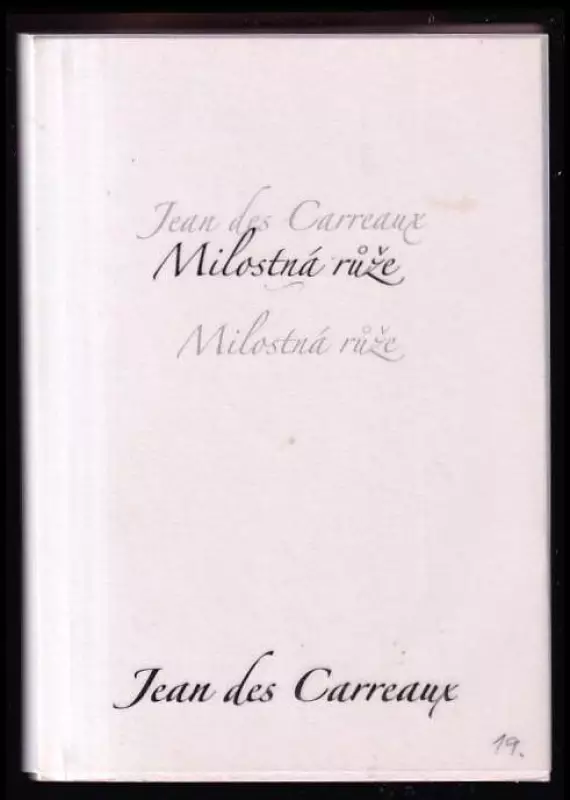 Jean des Carreaux
Milostná růže
Milostná růže
Jean des Carreaux
19.